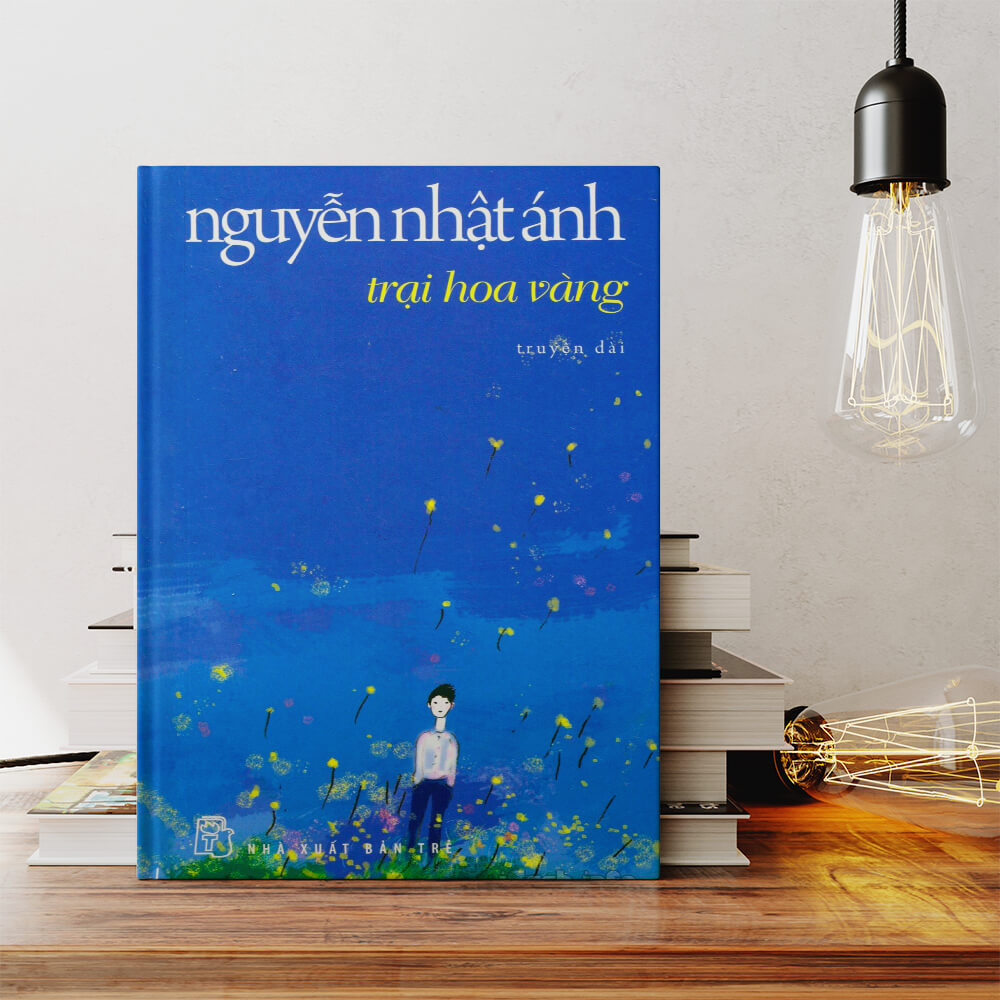 nguyễn nhật ánh
trại hoa vàng
truyện dài
NHÀ XUẤT BẢN TRẺ